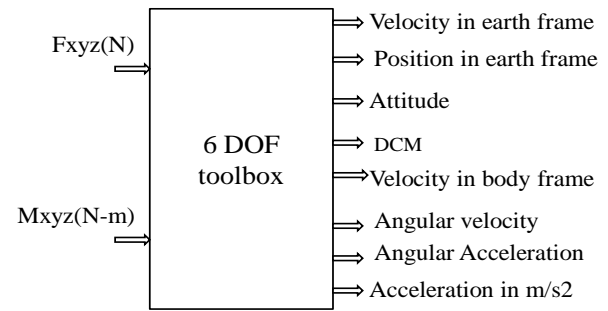 Fxyz(N)
Mxyz(N-m)
6 DOF
toolbox
Velocity in earth frame
Position in earth frame
Attitude
DCM
Velocity in body frame
Angular velocity
Angular Acceleration
Acceleration in m/s2